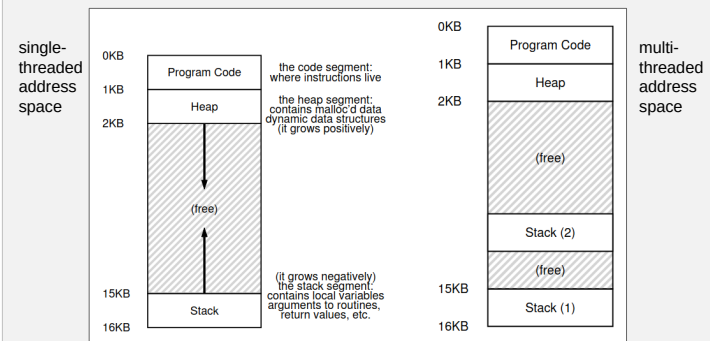 single-
threaded
address
space
0KB
Program Code
the code segment:
where instructions live
1KB
Heap
the heap segment:
contains malloc'd data
dynamic data structures
(it grows positively)
2KB
(free)
(it grows negatively)
the stack segment:
contains local variables
arguments to routines,
return values, etc.
15KB
Stack
16KB
0KB
Program Code
1KB
Heap
2KB
(free)
Stack (2)
(free)
15KB
Stack (1)
16KB
multi-
threaded
address
space